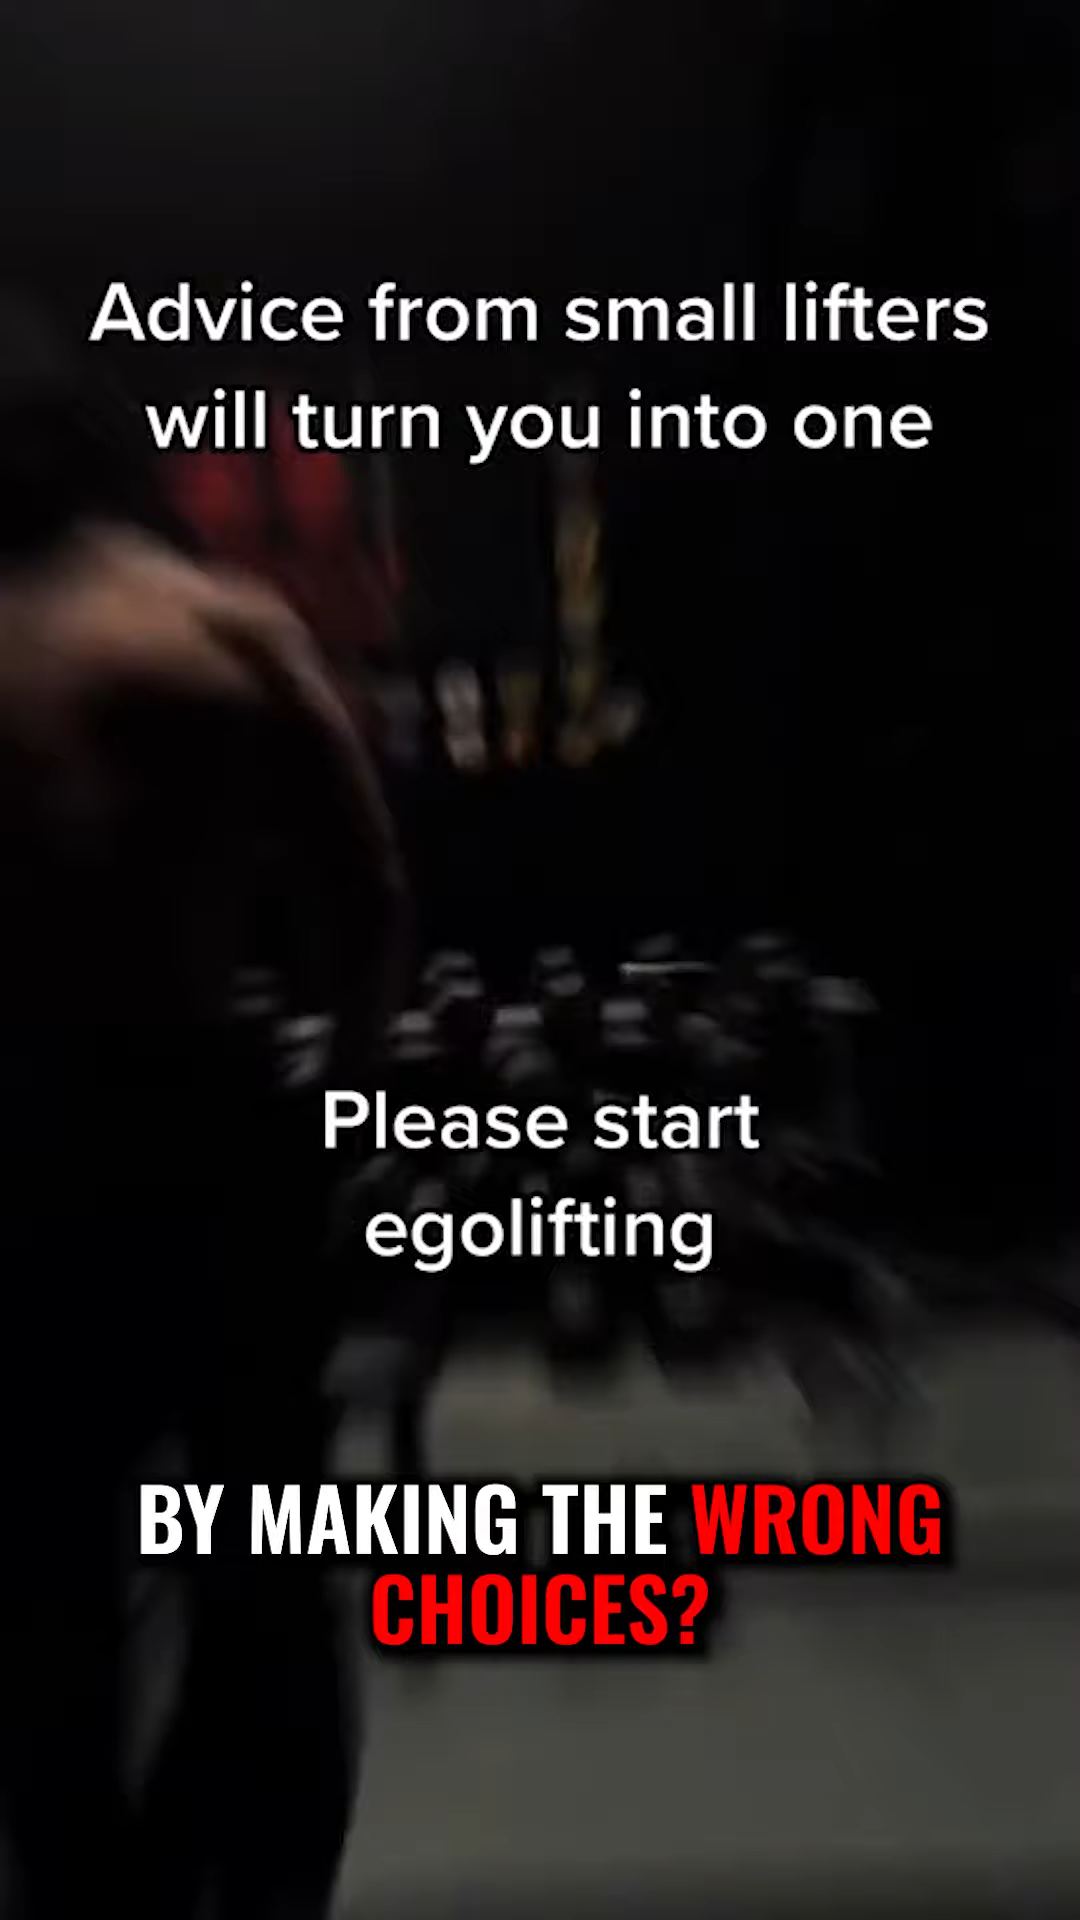 Advice from small lifters
will turn you into one
Please start
egolifting
BY MAKING THE WRONG
CHOICES?